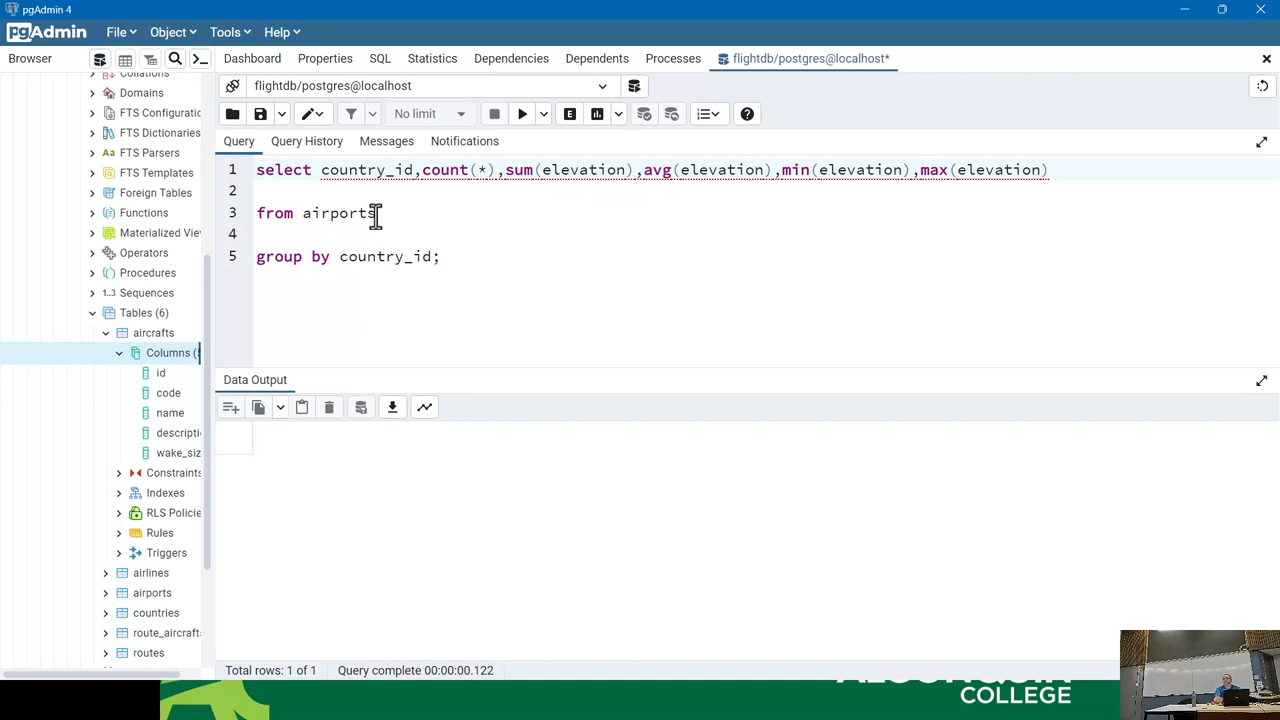 pgAdmin 4
pgAdmin File Object Tools Help
Browser Dashboard Properties SQL Statistics Dependencies Dependents Processes flightdb/postgres@localhost*
flightdb/postgres@localhost
No limit
Query Query History Messages Notifications
1 select country_id,count(*),sum(elevation),avg(elevation),min(elevation),max(elevation)
2
3 from airports
4
5 group by country_id;
Collations
Domains
FTS Configuratio
FTS Dictionaries
FTS Parsers
FTS Templates
Foreign Tables
Functions
Materialized Vie
Operators
Procedures
1..3 Sequences
Tables (6)
aircrafts
Columns (
id
code
name
descripti
wake_siz
Constraints
Indexes
RLS Policie
Rules
Triggers
airlines
airports
countries
route_aircraft
routes
Data Output
Total rows: 1 of 1 Query complete 00:00:00.122
ALGONQUIN
COLLEGE